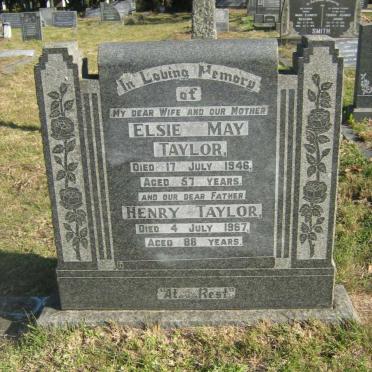 In Loving Memory
of
My dear Wife and our Mother
Elsie May
Taylor,
Died 17 July 1946,
Aged 57 years,
and our dear Father
Henry Taylor,
Died 4 July 1967,
Aged 88 years.
"At Rest"
SMITH